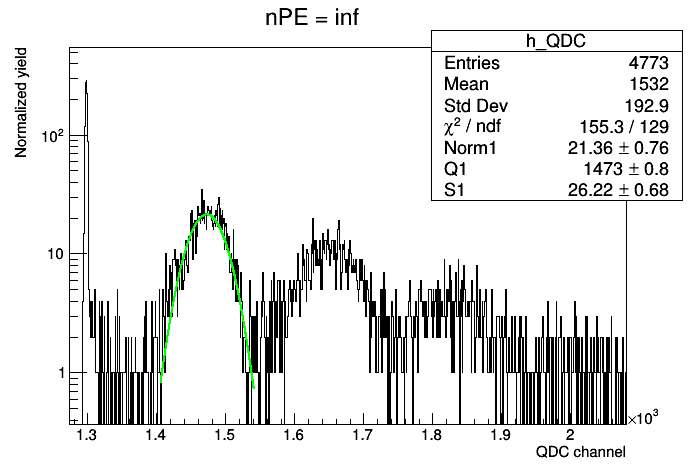 nPE = inf
h_QDC
Entries 4773
Mean 1532
Std Dev 192.9
χ² / ndf 155.3 / 129
Norm1 21.36 ± 0.76
Q1 1473 ± 0.8
S1 26.22 ± 0.68
Normalized yield
10²
10
1
1.3 1.4 1.5 1.6 1.7 1.8 1.9 2
×10³
QDC channel